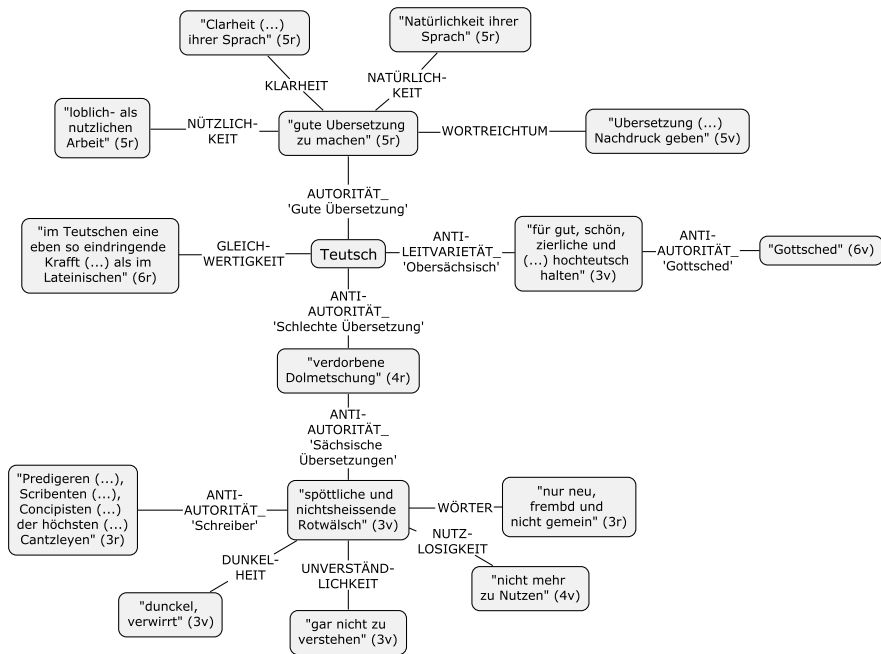 "Clarheit (...)
ihrer Sprach" (5r)
"Natürlichkeit ihrer
Sprach" (5r)
KLARHEIT
NATÜRLICH-
KEIT
"loblich- als
nutzlichen
Arbeit" (5r)
NÜTZLICH-
KEIT
"gute Ubersetzung
zu machen" (5r)
WORTREICHTUM
"Ubersetzung (...)
Nachdruck geben" (5v)
AUTORITÄT_
'Gute Übersetzung'
"im Teutschen eine
eben so eindringende
Krafft (...) als im
Lateinischen" (6r)
GLEICH-
WERTIGKEIT
Teutsch
ANTI-
LEITVARIETÄT_
'Obersächsisch'
"für gut, schön,
zierliche und
(...) hochteutsch
halten" (3v)
ANTI-
AUTORITÄT_
'Gottsched'
"Gottsched" (6v)
ANTI-
AUTORITÄT_
'Schlechte Übersetzung'
"verdorbene
Dolmetschung" (4r)
ANTI-
AUTORITÄT_
'Sächsische
Übersetzungen'
"Predigeren (...),
Scribenten (...),
Concipisten (...)
der höchsten (...)
Cantzleyen" (3r)
ANTI-
AUTORITÄT_
'Schreiber'
"spöttliche und
nichtsheissende
Rotwälsch" (3v)
WÖRTER
"nur neu,
frembd und
nicht gemein" (3r)
DUNKEL-
HEIT
UNVERSTÄND-
LICHKEIT
NUTZ-
LOSIGKEIT
"dunckel,
verwirrt" (3v)
"gar nicht zu
verstehen" (3v)
"nicht mehr
zu Nutzen" (4v)